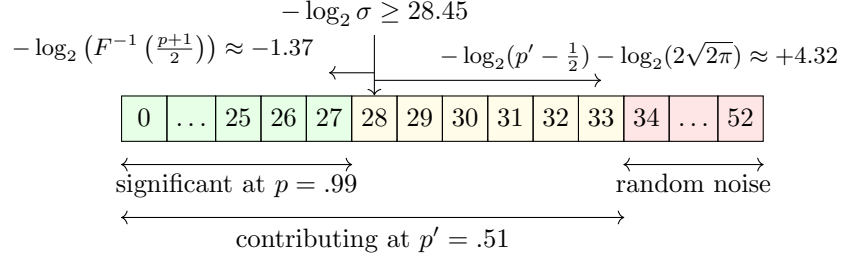 − log₂ σ ≥ 28.45
− log₂ (F⁻¹ ((p+1)/2)) ≈ −1.37
− log₂(p′ − 1/2) − log₂(2√(2π)) ≈ +4.32
0 … 25 26 27 28 29 30 31 32 33 34 … 52
significant at p = .99
random noise
contributing at p′ = .51